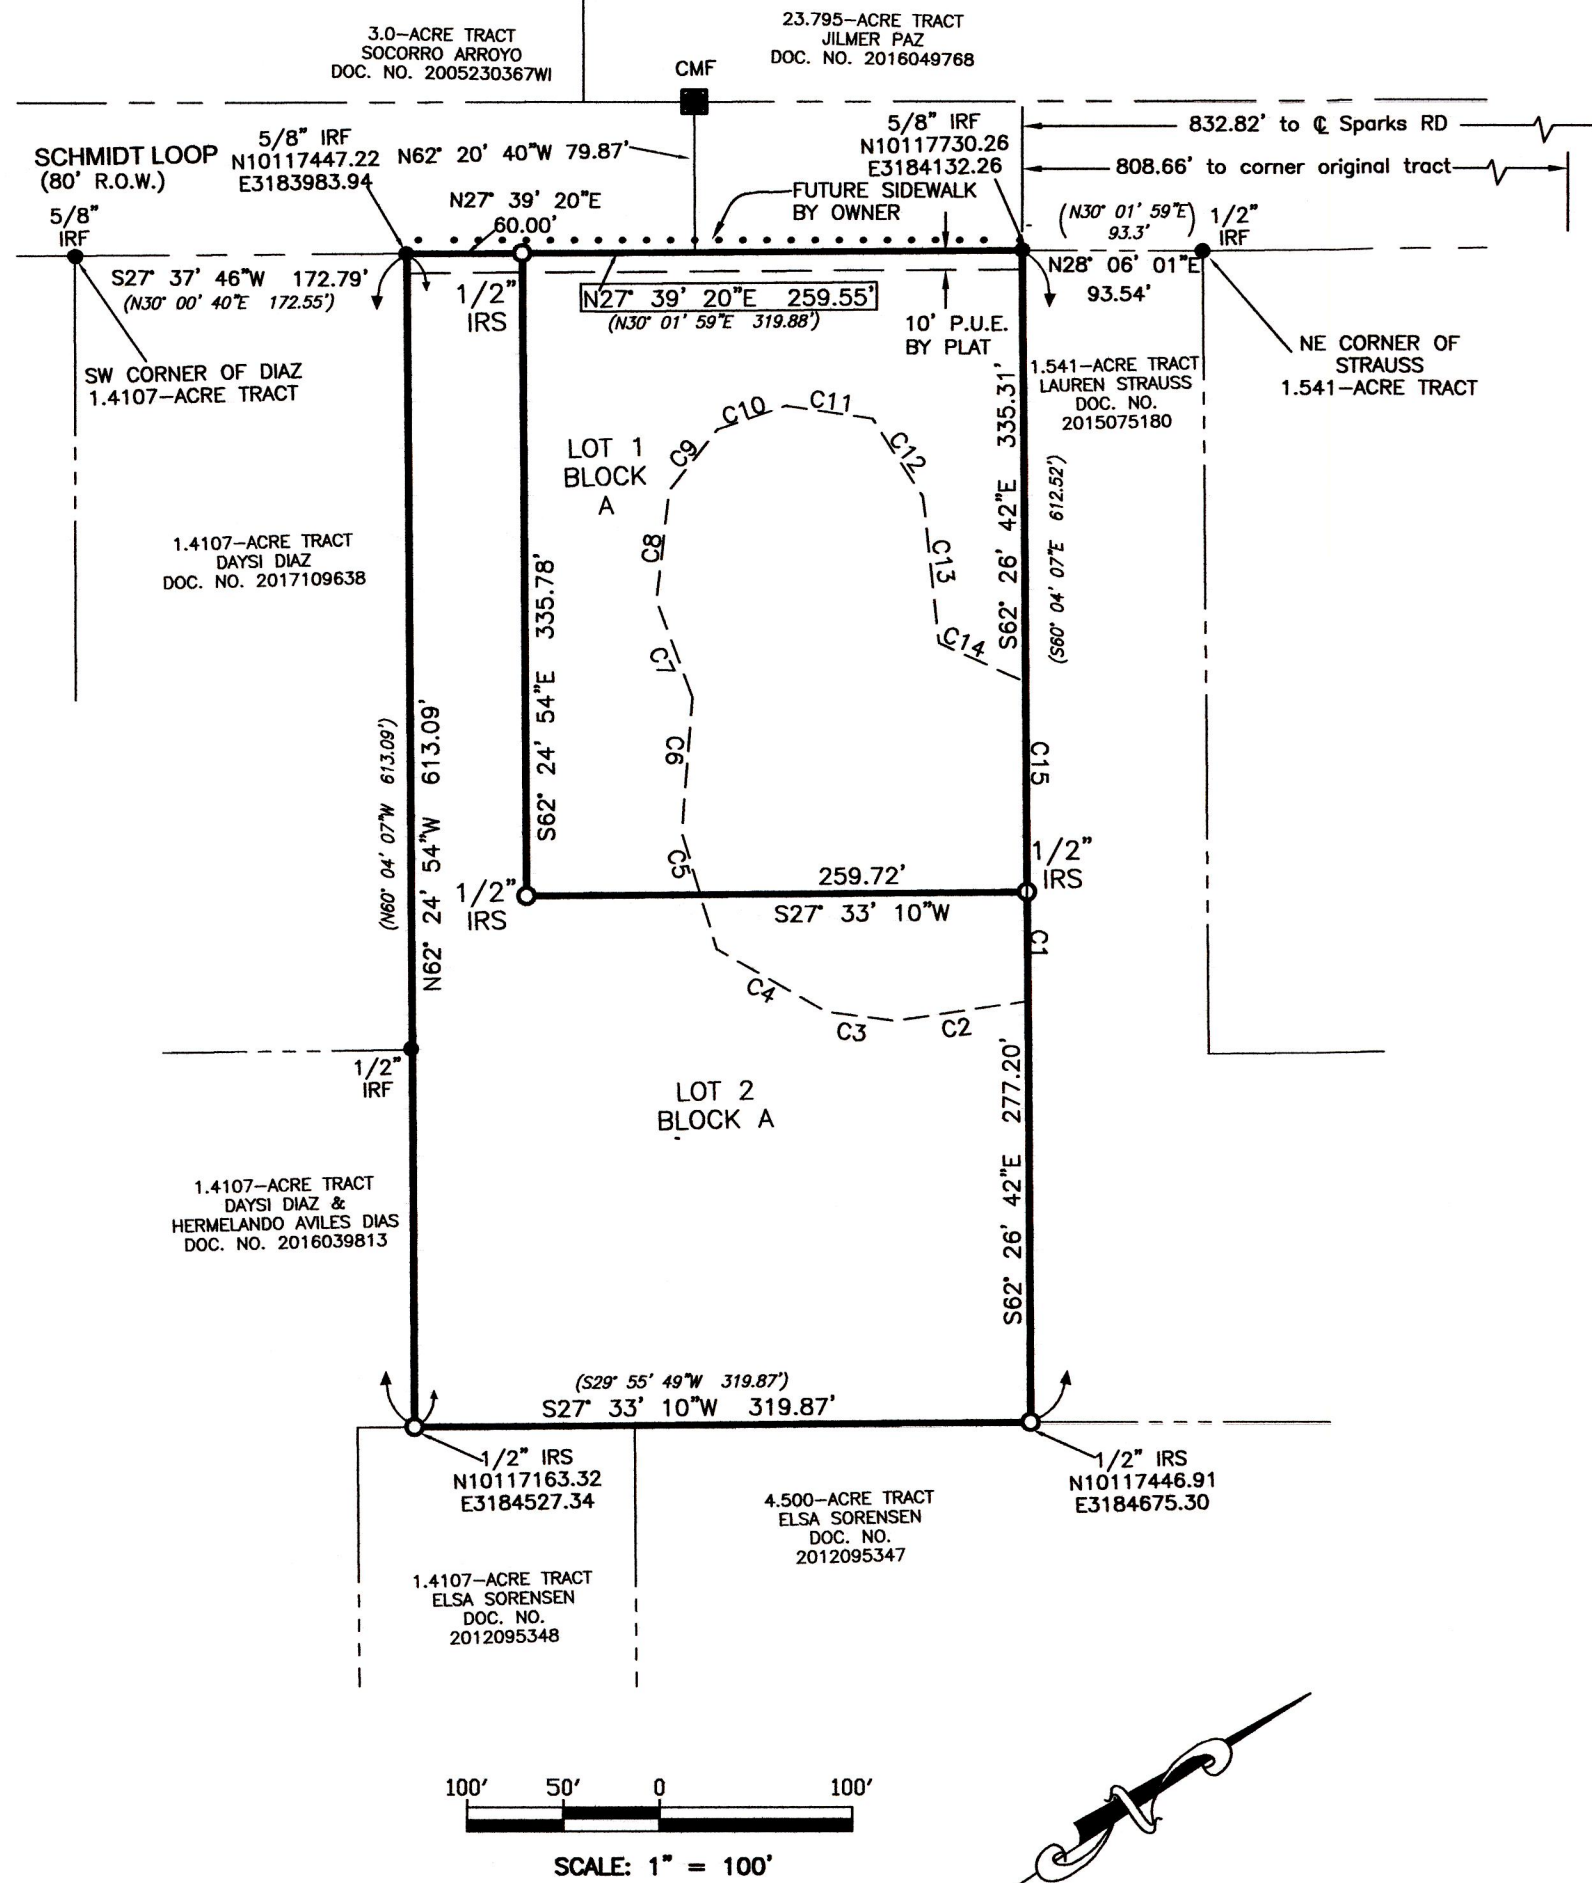 3.0-ACRE TRACT
SOCORRO ARROYO
DOC. NO. 2005230367WI
23.795-ACRE TRACT
JILMER PAZ
DOC. NO. 2016049768
CMF
832.82' to ℄ Sparks RD
808.66' to corner original tract
SCHMIDT LOOP
(80' R.O.W.)
5/8" IRF
N10117447.22
E3183983.94
N62° 20' 40"W 79.87'
5/8" IRF
N10117730.26
E3184132.26
FUTURE SIDEWALK
BY OWNER
N27° 39' 20"E
60.00'
5/8"
IRF
(N30° 01' 59"E)
93.3'
1/2"
IRF
S27° 37' 46"W 172.79'
(N30° 00' 40"E 172.55')
1/2"
IRS
N27° 39' 20"E 259.55'
(N30° 01' 59"E 319.88')
N28° 06' 01"E
93.54'
10' P.U.E.
BY PLAT
SW CORNER OF DIAZ
1.4107-ACRE TRACT
NE CORNER OF
STRAUSS
1.541-ACRE TRACT
1.541-ACRE TRACT
LAUREN STRAUSS
DOC. NO.
2015075180
LOT 1
BLOCK
A
C10
C11
C9
C12
C8
C13
C7
C14
C6
C15
C5
S62° 26' 42"E 335.31'
(S60° 04' 07"E 612.52')
1.4107-ACRE TRACT
DAYSI DIAZ
DOC. NO. 2017109638
S62° 24' 54"E 335.78'
(N60° 04' 07"W 613.09')
N62° 24' 54"W 613.09'
1/2"
IRS
1/2"
IRS
259.72'
S27° 33' 10"W
C1
C4
C3
C2
1/2"
IRF
LOT 2
BLOCK A
S62° 26' 42"E 277.20'
1.4107-ACRE TRACT
DAYSI DIAZ &
HERMELANDO AVILES DIAS
DOC. NO. 2016039813
(S29° 55' 49"W 319.87')
S27° 33' 10"W 319.87'
1/2" IRS
N10117163.32
E3184527.34
1/2" IRS
N10117446.91
E3184675.30
4.500-ACRE TRACT
ELSA SORENSEN
DOC. NO.
2012095347
1.4107-ACRE TRACT
ELSA SORENSEN
DOC. NO.
2012095348
100' 50' 0 100'
SCALE: 1" = 100'
N